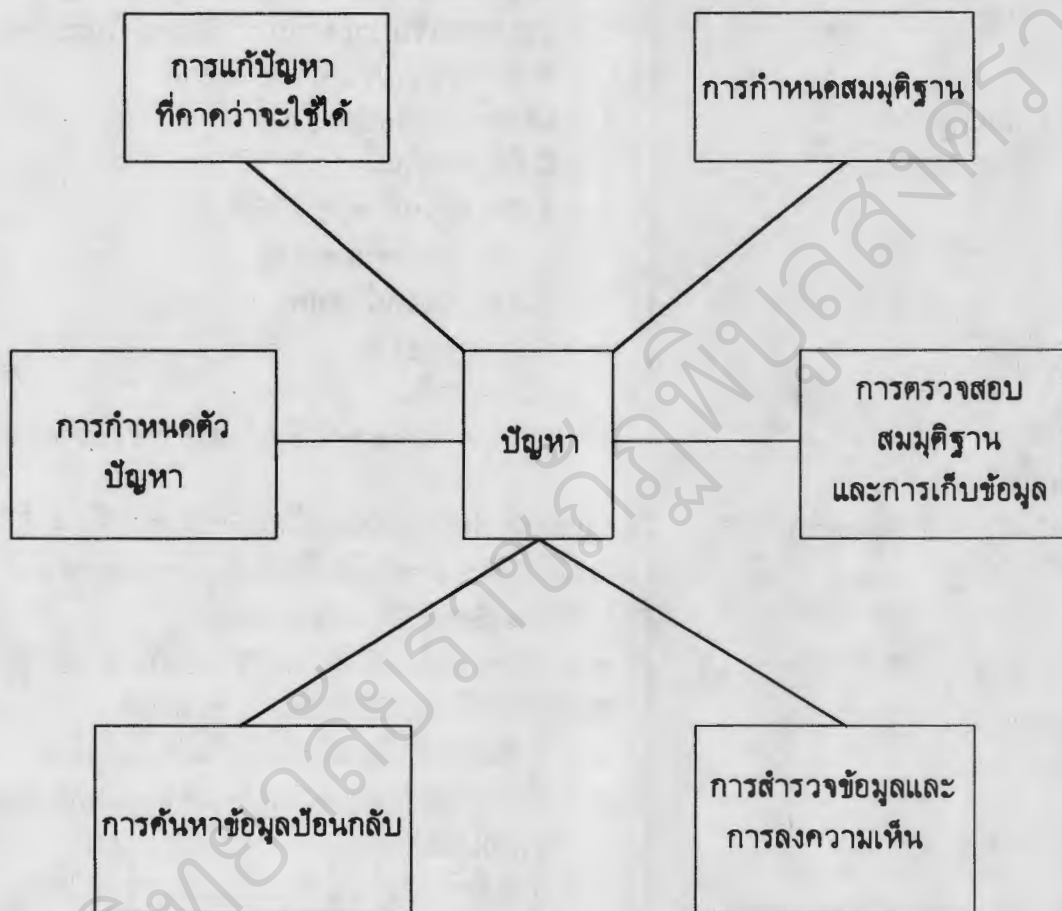 การแก้ปัญหา
ที่คาดว่าจะใช้ได้
การกำหนดสมมุติฐาน
การกำหนดตัว
ปัญหา
ปัญหา
การตรวจสอบ
สมมุติฐาน
และการเก็บข้อมูล
การค้นหาข้อมูลป้อนกลับ
การสำรวจข้อมูลและ
การลงความเห็น